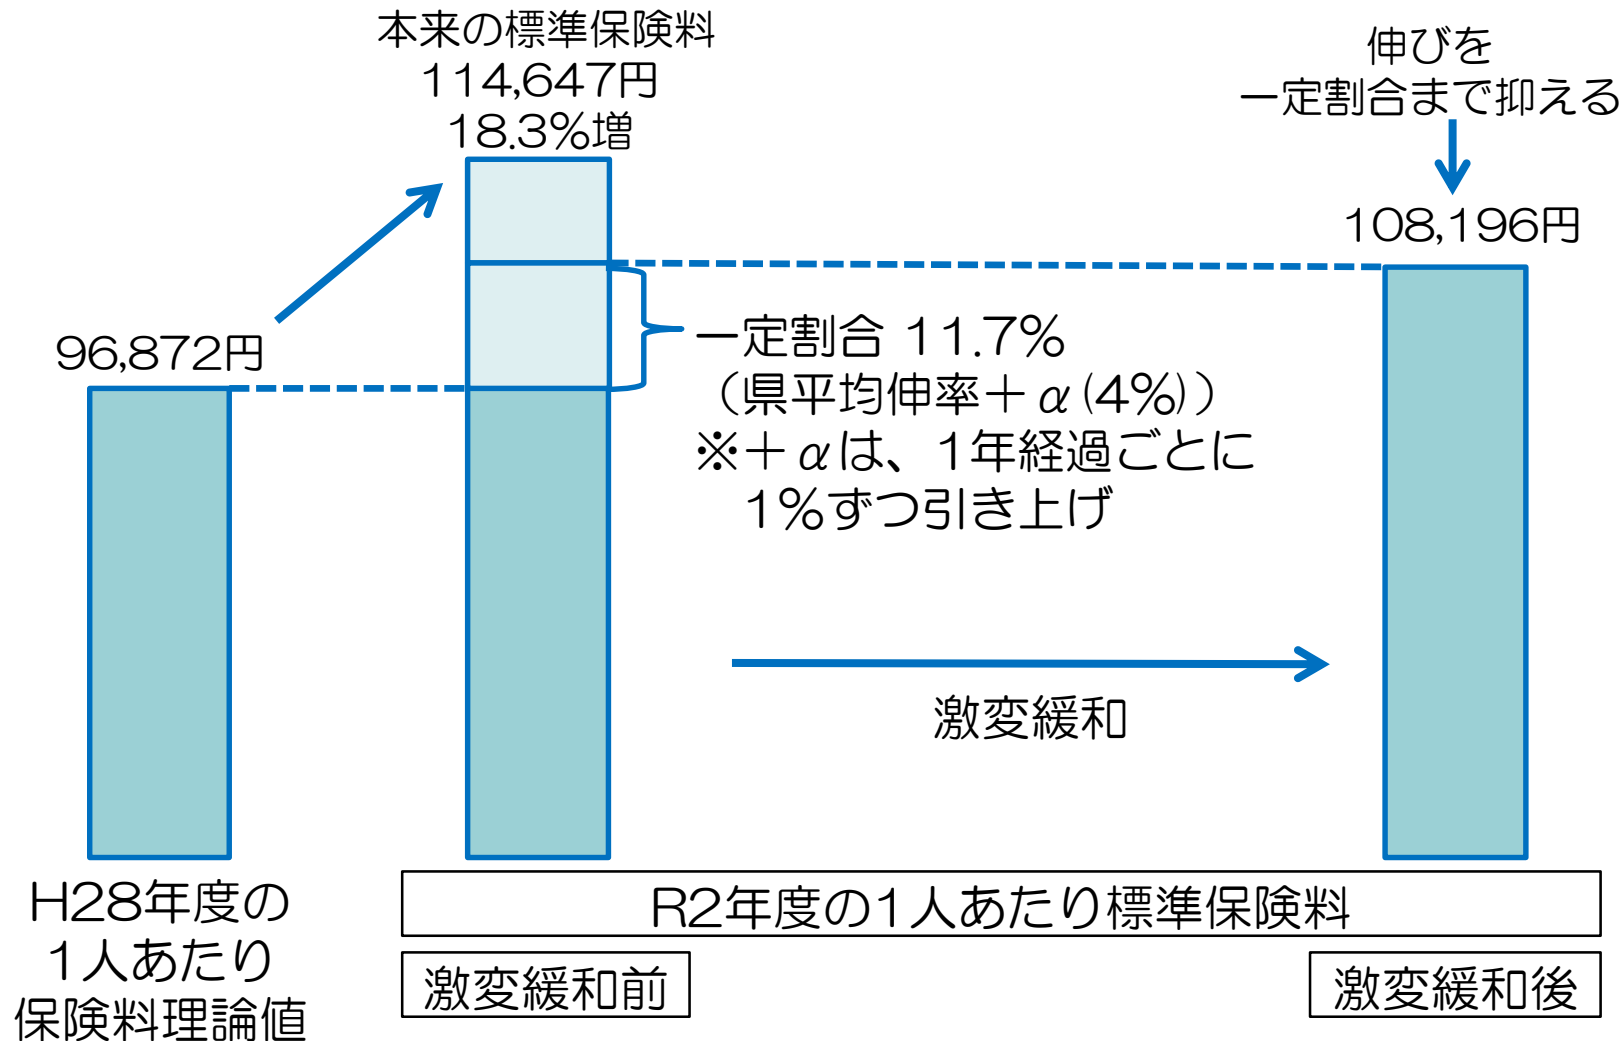 本来の標準保険料
114,647円
18.3%増
伸びを
一定割合まで抑える
108,196円
96,872円
一定割合 11.7%
（県平均伸率＋α(4%)）
※＋αは、1年経過ごとに
1%ずつ引き上げ
激変緩和
H28年度の
1人あたり
保険料理論値
R2年度の1人あたり標準保険料
激変緩和前
激変緩和後